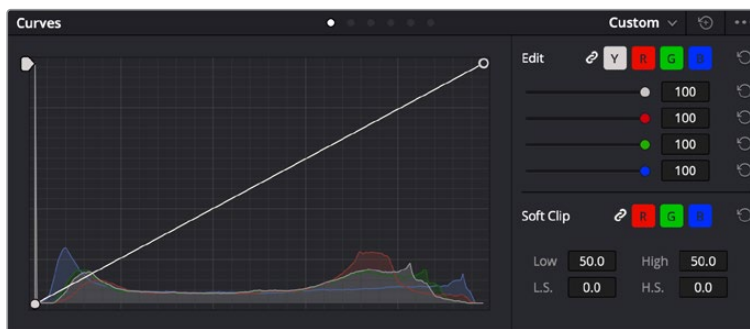 Curves Custom
Edit Y R G B
100
100
100
100
Soft Clip R G B
Low 50.0 High 50.0
L.S. 0.0 H.S. 0.0